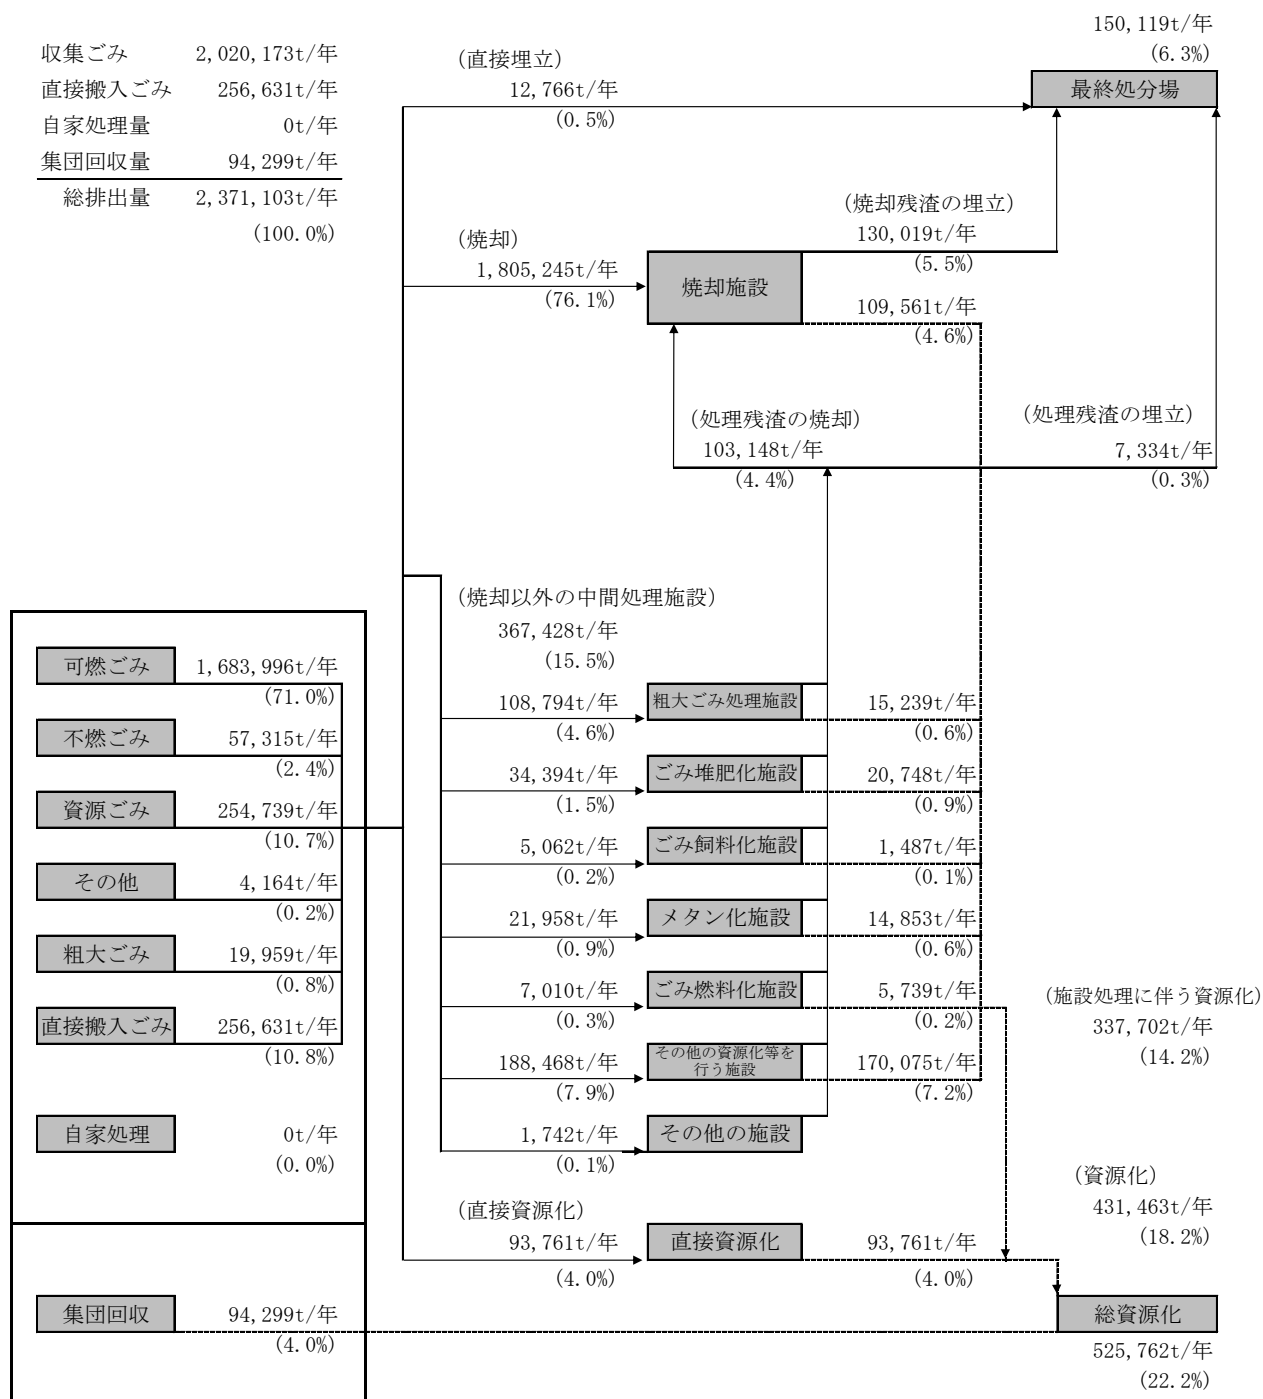 収集ごみ 2,020,173t/年
直接搬入ごみ 256,631t/年
自家処理量 0t/年
集団回収量 94,299t/年
総排出量 2,371,103t/年
(100.0%)
(直接埋立)
12,766t/年
(0.5%)
150,119t/年
(6.3%)
最終処分場
(焼却)
1,805,245t/年
(76.1%)
焼却施設
(焼却残渣の埋立)
130,019t/年
(5.5%)
109,561t/年
(4.6%)
(処理残渣の焼却)
103,148t/年
(4.4%)
(処理残渣の埋立)
7,334t/年
(0.3%)
(焼却以外の中間処理施設)
367,428t/年
(15.5%)
可燃ごみ 1,683,996t/年
(71.0%)
不燃ごみ 57,315t/年
(2.4%)
資源ごみ 254,739t/年
(10.7%)
その他 4,164t/年
(0.2%)
粗大ごみ 19,959t/年
(0.8%)
直接搬入ごみ 256,631t/年
(10.8%)
自家処理 0t/年
(0.0%)
集団回収 94,299t/年
(4.0%)
108,794t/年 粗大ごみ処理施設 15,239t/年
(4.6%) (0.6%)
34,394t/年 ごみ堆肥化施設 20,748t/年
(1.5%) (0.9%)
5,062t/年 ごみ飼料化施設 1,487t/年
(0.2%) (0.1%)
21,958t/年 メタン化施設 14,853t/年
(0.9%) (0.6%)
7,010t/年 ごみ燃料化施設 5,739t/年
(0.3%) (0.2%)
188,468t/年 その他の資源化等を
行う施設 170,075t/年
(7.9%) (7.2%)
1,742t/年 その他の施設
(0.1%)
(直接資源化)
93,761t/年 直接資源化 93,761t/年
(4.0%) (4.0%)
(施設処理に伴う資源化)
337,702t/年
(14.2%)
(資源化)
431,463t/年
(18.2%)
総資源化
525,762t/年
(22.2%)